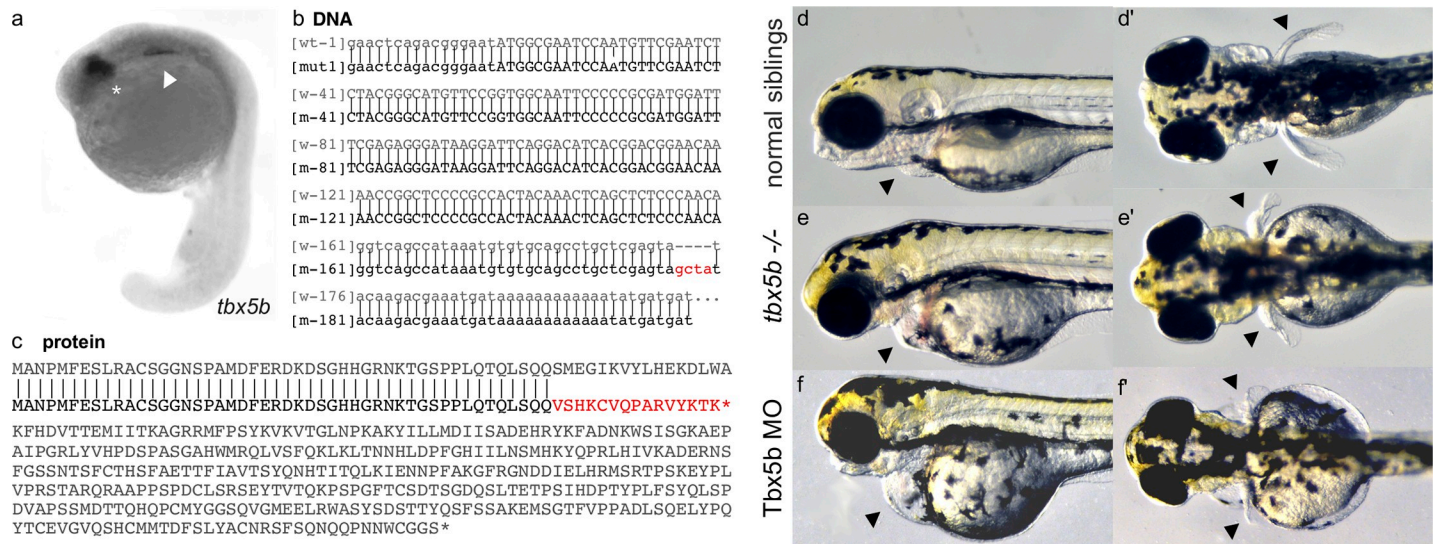 a
*
tbx5b
b DNA
[wt-1]gaactcagacgggaatATGGCGAATCCAATGTTCGAATCT
[mut1]gaactcagacgggaatATGGCGAATCCAATGTTCGAATCT
[w-41]CTACGGGCATGTTCCGGTGGCAATTCCCCCGCGATGGATT
[m-41]CTACGGGCATGTTCCGGTGGCAATTCCCCCGCGATGGATT
[w-81]TCGAGAGGGATAAGGATTCAGGACATCACGGACGGAACAA
[m-81]TCGAGAGGGATAAGGATTCAGGACATCACGGACGGAACAA
[w-121]AACCGGCTCCCCGCCACTACAAACTCAGCTCTCCCAACA
[m-121]AACCGGCTCCCCGCCACTACAAACTCAGCTCTCCCAACA
[w-161]ggtcagccataaatgtgtgcagcctgctcgagta----t
[m-161]ggtcagccataaatgtgtgcagcctgctcgagtagctat
[w-176]acaagacgaaatgataaaaaaaaaaaaatatgatgat...
[m-181]acaagacgaaatgataaaaaaaaaaaaatatgatgat
c protein
MANPMFESLRACSGGNSPAMDFERDKDSGHHGRNKTGSPPLQTQLSQQSMEGIKVYLHEKDLWA
MANPMFESLRACSGGNSPAMDFERDKDSGHHGRNKTGSPPLQTQLSQQVSHKCVQPARVYKTK*
KFHDVTTEMIITKAGRRMFPSYKVKVTGLNPKAKYILLMDIISADEHRYKFADNKWSISGKAEP
AIPGRLYVHPDSPASGAHWMRQLVSFQKLKLTNNHLDPFGHIILNSMHKYQPRLHIVKADERNS
FGSSNTSFCTHSFAETTFIAVTSYQNHTITQLKIENNPFAKGFRGNDDIELHRMSRTPSKEYPL
VPRSTARQRAAPPSPDCLSRSEYTVTQKPSPGFTCSDTSGDQSLTETPSIHDPTYPLFSYQLSP
DVAPSSMDTTQHQPCMYGGSQVGMEELRWASYSDSTTYQSFSSAKEMSGTFVPPADLSQELYPQ
YTCEVGVQSHCMMTDFSLYACNRSFSQNQQPNNWCGGS*
normal siblings
d
d'
tbx5b -/-
e
e'
Tbx5b MO
f
f'